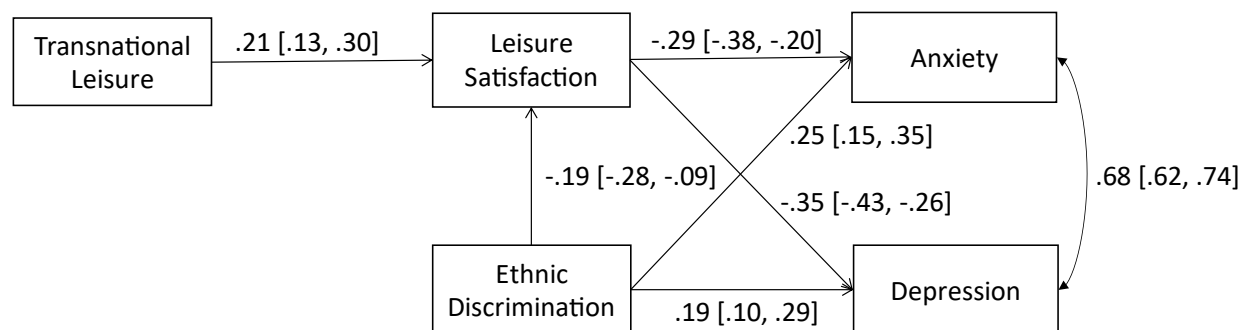 Transnational
Leisure
.21 [.13, .30]
Leisure
Satisfaction
-.29 [-.38, -.20]
Anxiety
.25 [.15, .35]
-.19 [-.28, -.09]
.68 [.62, .74]
-.35 [-.43, -.26]
Ethnic
Discrimination
.19 [.10, .29]
Depression